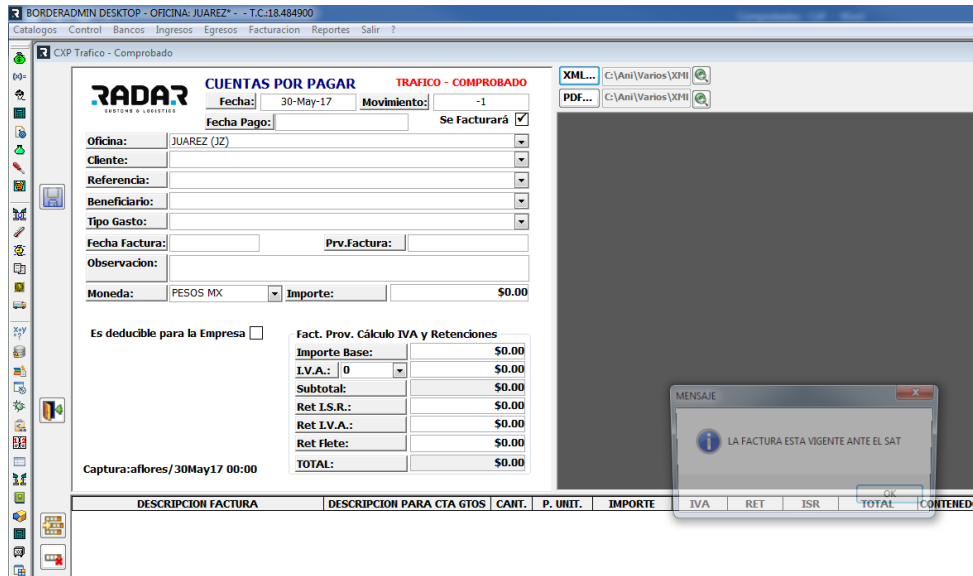 BORDERADMIN DESKTOP - OFICINA: JUAREZ* - - T.C.:18.484900
Catalogos Control Bancos Ingresos Egresos Facturacion Reportes Salir ?
CXP Trafico - Comprobado
RADAR
CUSTOMS & LOGISTICS
CUENTAS POR PAGAR TRAFICO - COMPROBADO
Fecha: 30-May-17 Movimiento: -1
Fecha Pago: Se Facturará
XML... C:\Ani\Varios\XMI
PDF... C:\Ani\Varios\XMI
Oficina: JUAREZ (JZ)
Cliente:
Referencia:
Beneficiario:
Tipo Gasto:
Fecha Factura: Prv.Factura:
Observacion:
Moneda: PESOS MX Importe: $0.00
Es deducible para la Empresa
Fact. Prov. Cálculo IVA y Retenciones
Importe Base: $0.00
I.V.A.: 0 $0.00
Subtotal: $0.00
Ret I.S.R.: $0.00
Ret I.V.A.: $0.00
Ret Flete: $0.00
TOTAL: $0.00
Captura:aflores/30May17 00:00
MENSAJE
LA FACTURA ESTA VIGENTE ANTE EL SAT
OK
DESCRIPCION FACTURA DESCRIPCION PARA CTA GTOS CANT. P. UNIT. IMPORTE IVA RET ISR TOTAL CONTENED